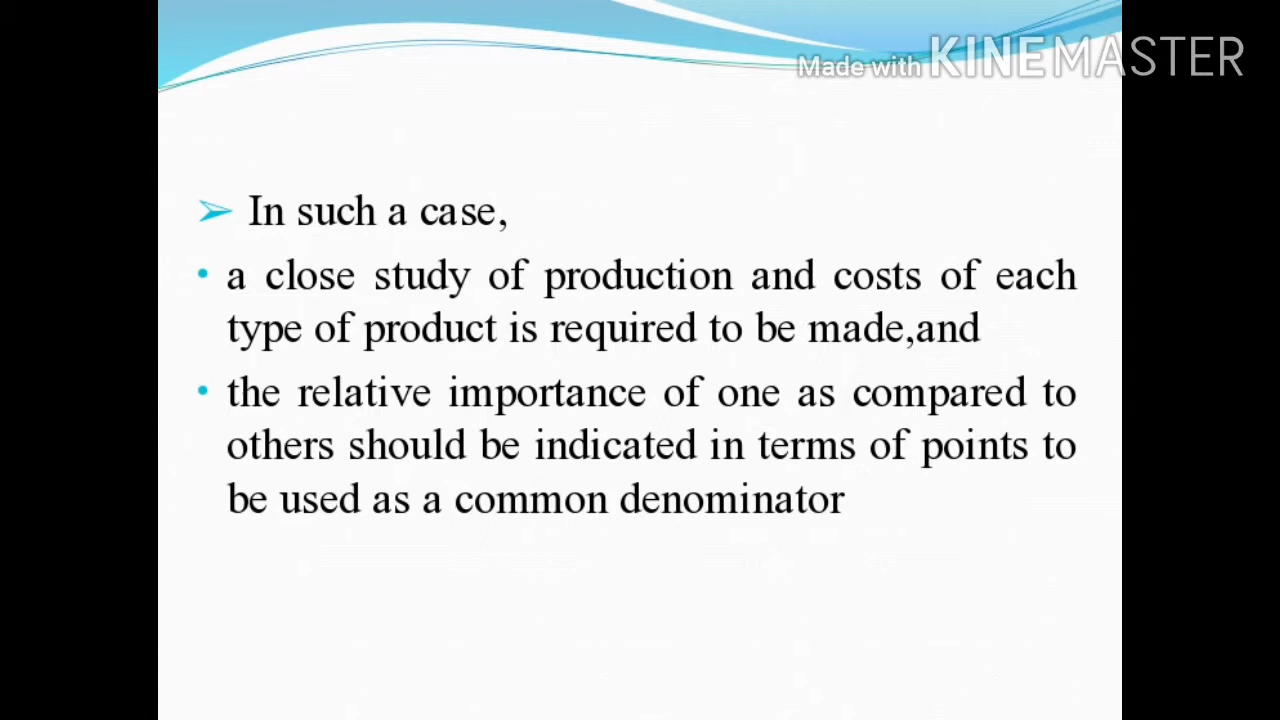 Made with KINEMASTER
➢ In such a case,
• a close study of production and costs of each
type of product is required to be made,and
• the relative importance of one as compared to
others should be indicated in terms of points to
be used as a common denominator